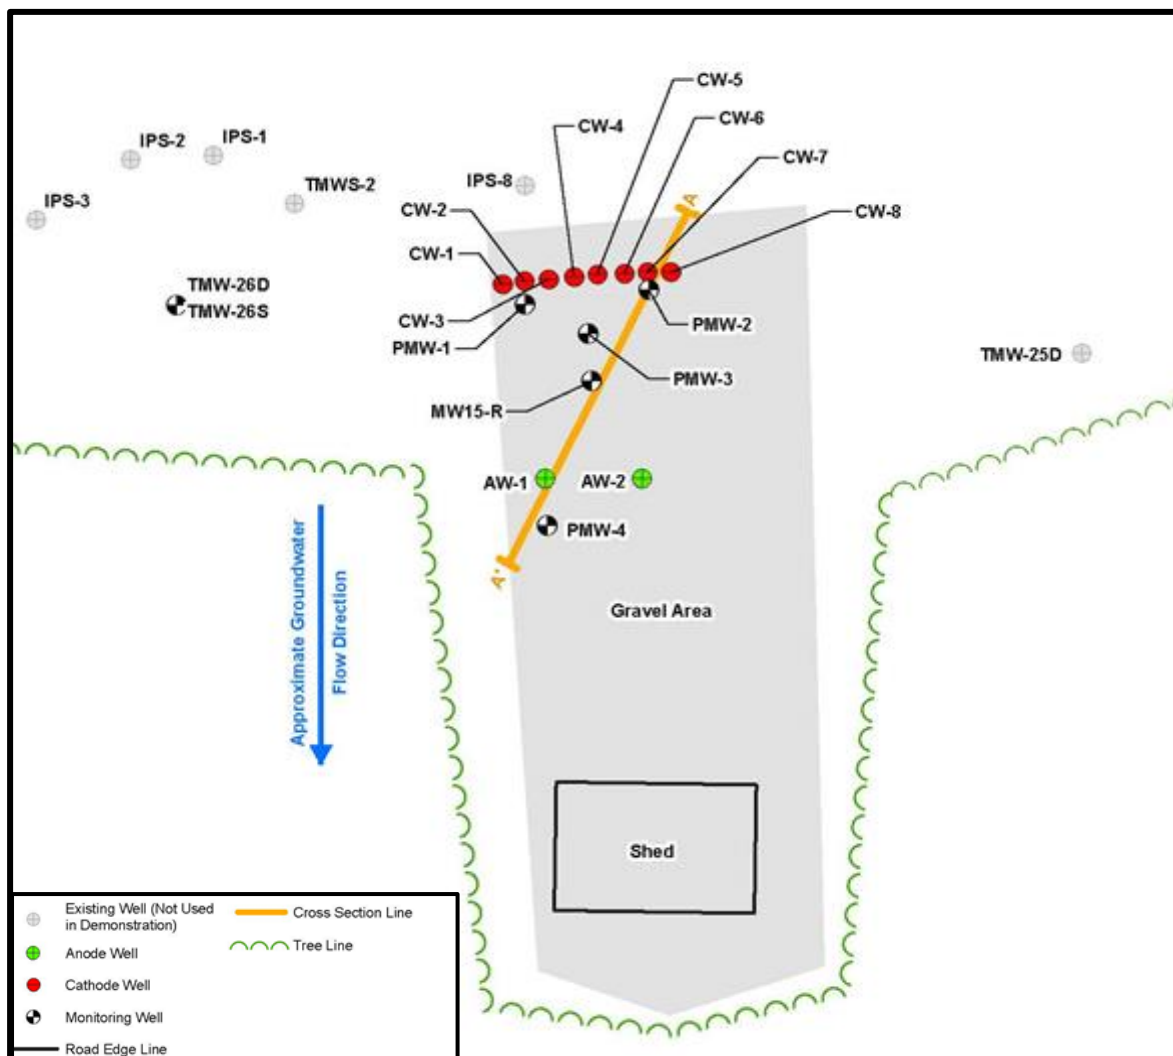 CW-5
CW-4
CW-6
IPS-2
IPS-1
CW-7
IPS-8
TMWS-2
IPS-3
A
CW-2
CW-8
CW-1
TMW-26D
TMW-26S
CW-3
PMW-1
PMW-2
TMW-25D
PMW-3
MW15-R
AW-1
AW-2
PMW-4
A'
Approximate Groundwater
Flow Direction
Gravel Area
Shed
Existing Well (Not Used
in Demonstration)
Cross Section Line
Anode Well
Tree Line
Cathode Well
Monitoring Well
Road Edge Line